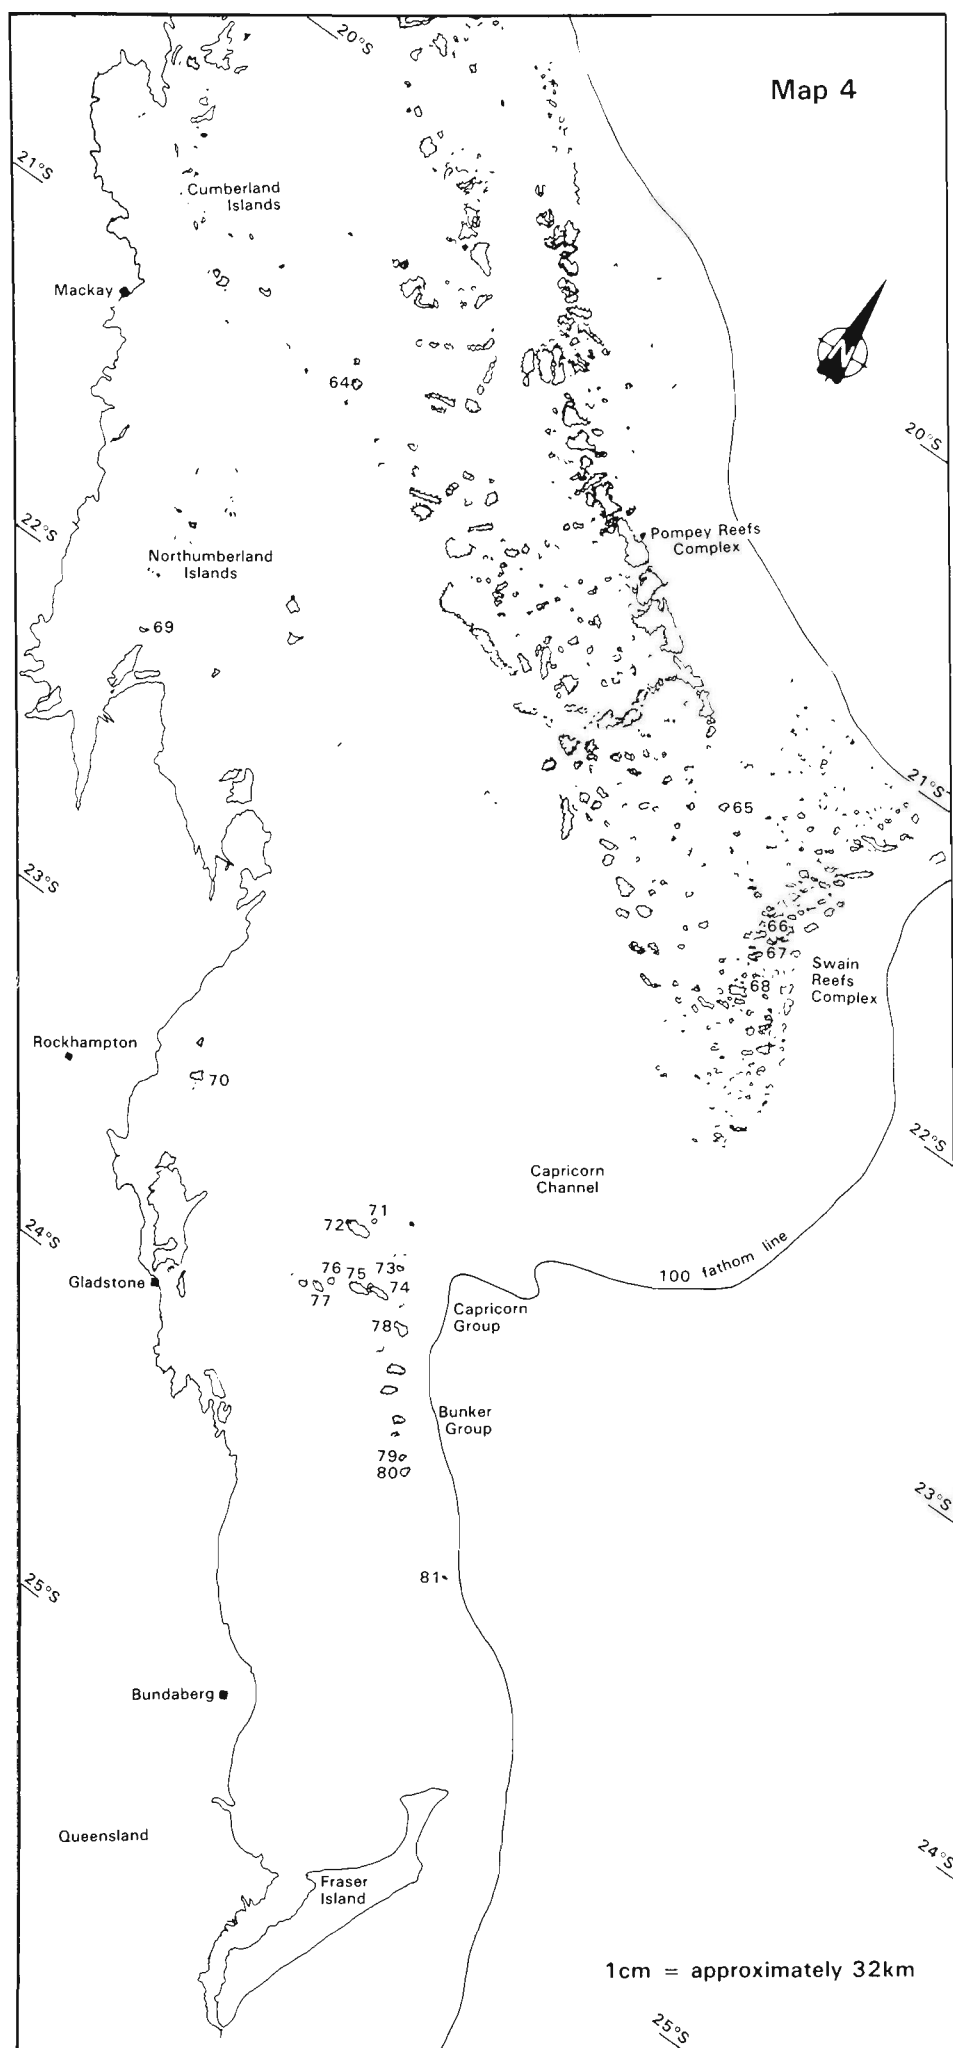 20°S
Map 4
21°S
Cumberland
Islands
Mackay
N
64
20°S
22°S
Pompey Reefs
Complex
Northumberland
Islands
69
21°S
65
23°S
66
67
Swain
Reefs
Complex
68
Rockhampton
70
22°S
Capricorn
Channel
71
72
24°S
100 fathom line
76
75
73
Gladstone
77
74
Capricorn
Group
78
Bunker
Group
79
80
23°S
81
25°S
Bundaberg
Queensland
24°S
Fraser
Island
1cm = approximately 32km
25°S